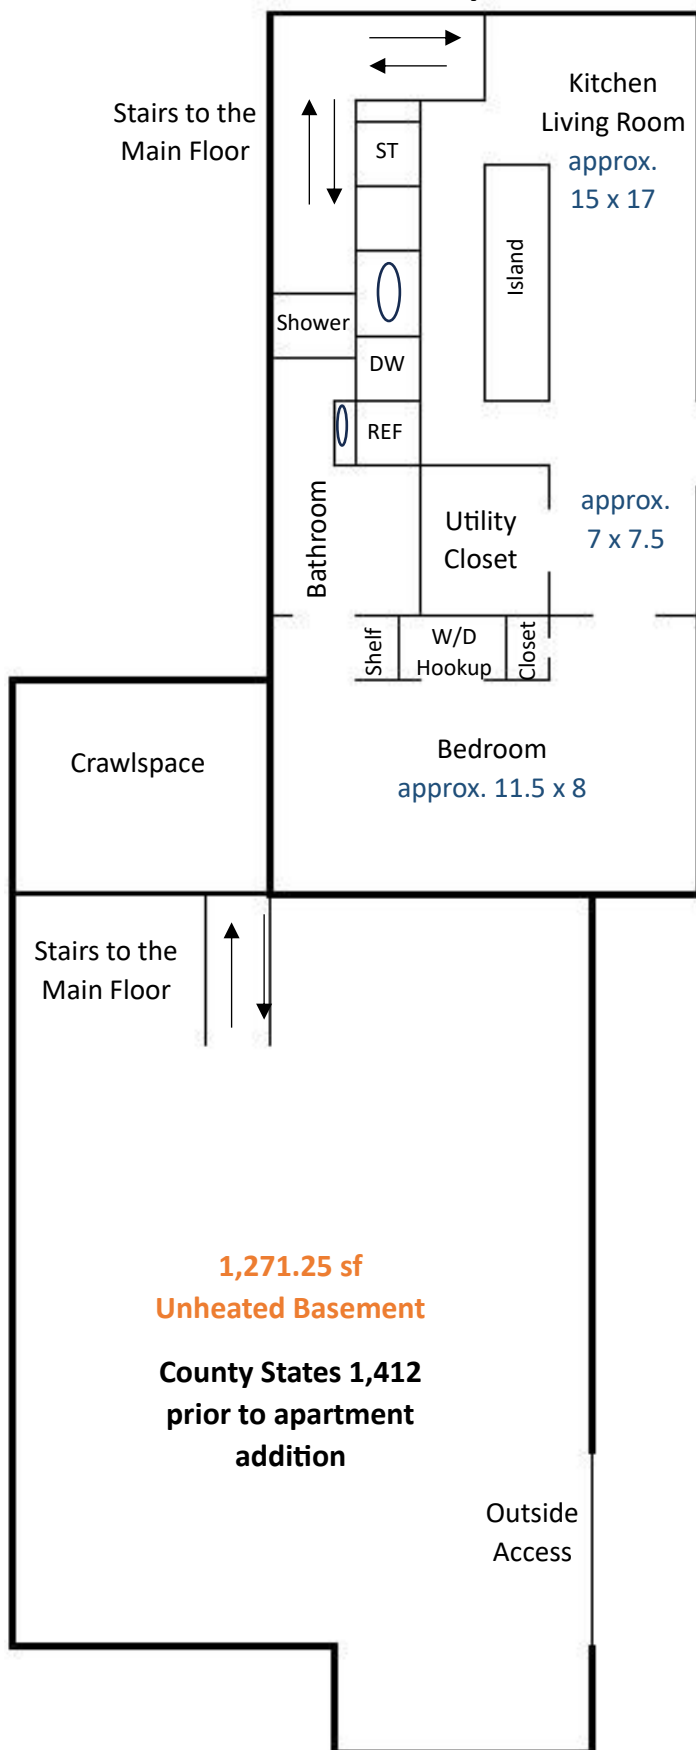 Kitchen
Living Room
approx.
15 x 17
Stairs to the
Main Floor
ST
Island
Shower
DW
REF
Bathroom
Utility
Closet
approx.
7 x 7.5
Shelf
W/D
Hookup
Closet
Crawlspace
Bedroom
approx. 11.5 x 8
Stairs to the
Main Floor
1,271.25 sf
Unheated Basement
County States 1,412
prior to apartment
addition
Outside
Access